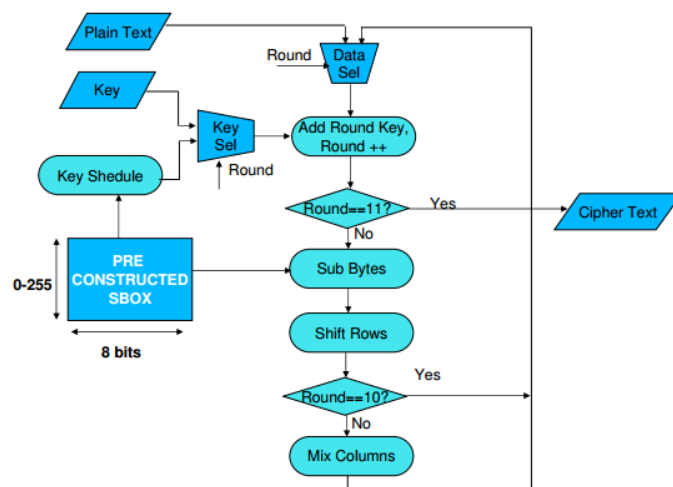 Plain Text
Round
Data
Sel
Key
Key
Sel
Add Round Key,
Round ++
Round
Key Shedule
Round==11?
Yes
Cipher Text
No
PRE
CONSTRUCTED
SBOX
0-255
Sub Bytes
8 bits
Shift Rows
Round==10?
Yes
No
Mix Columns